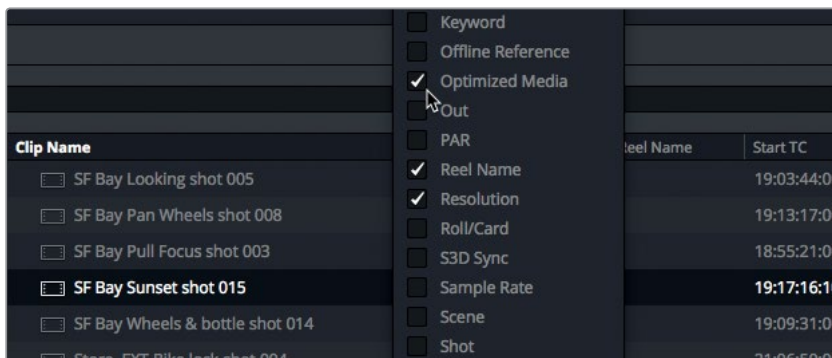 Keyword
Offline Reference
Optimized Media
Out
PAR
Reel Name
Resolution
Roll/Card
S3D Sync
Sample Rate
Scene
Shot
Clip Name
Reel Name
Start TC
SF Bay Looking shot 005
19:03:44:0
SF Bay Pan Wheels shot 008
19:13:17:0
SF Bay Pull Focus shot 003
18:55:21:0
SF Bay Sunset shot 015
19:17:16:1
SF Bay Wheels & bottle shot 014
19:09:31:0